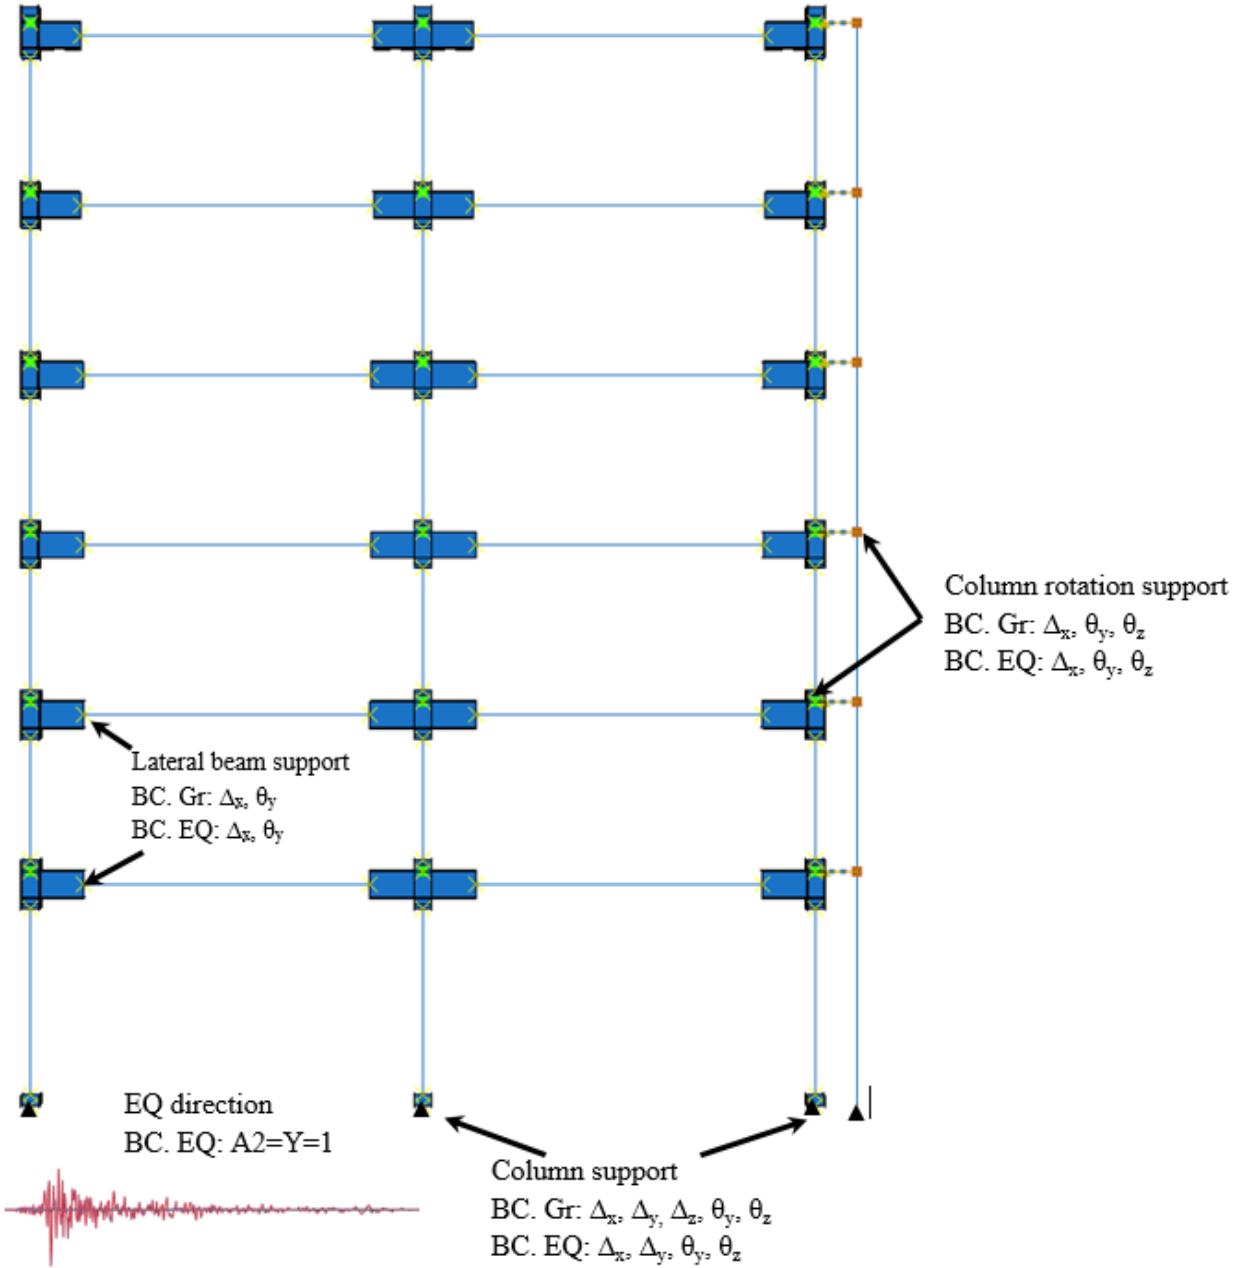 Column rotation support
BC. Gr: Δx, θy, θz
BC. EQ: Δx, θy, θz
Lateral beam support
BC. Gr: Δx, θy
BC. EQ: Δx, θy
EQ direction
BC. EQ: A2=Y=1
Column support
BC. Gr: Δx, Δy, Δz, θy, θz
BC. EQ: Δx, Δy, θy, θz